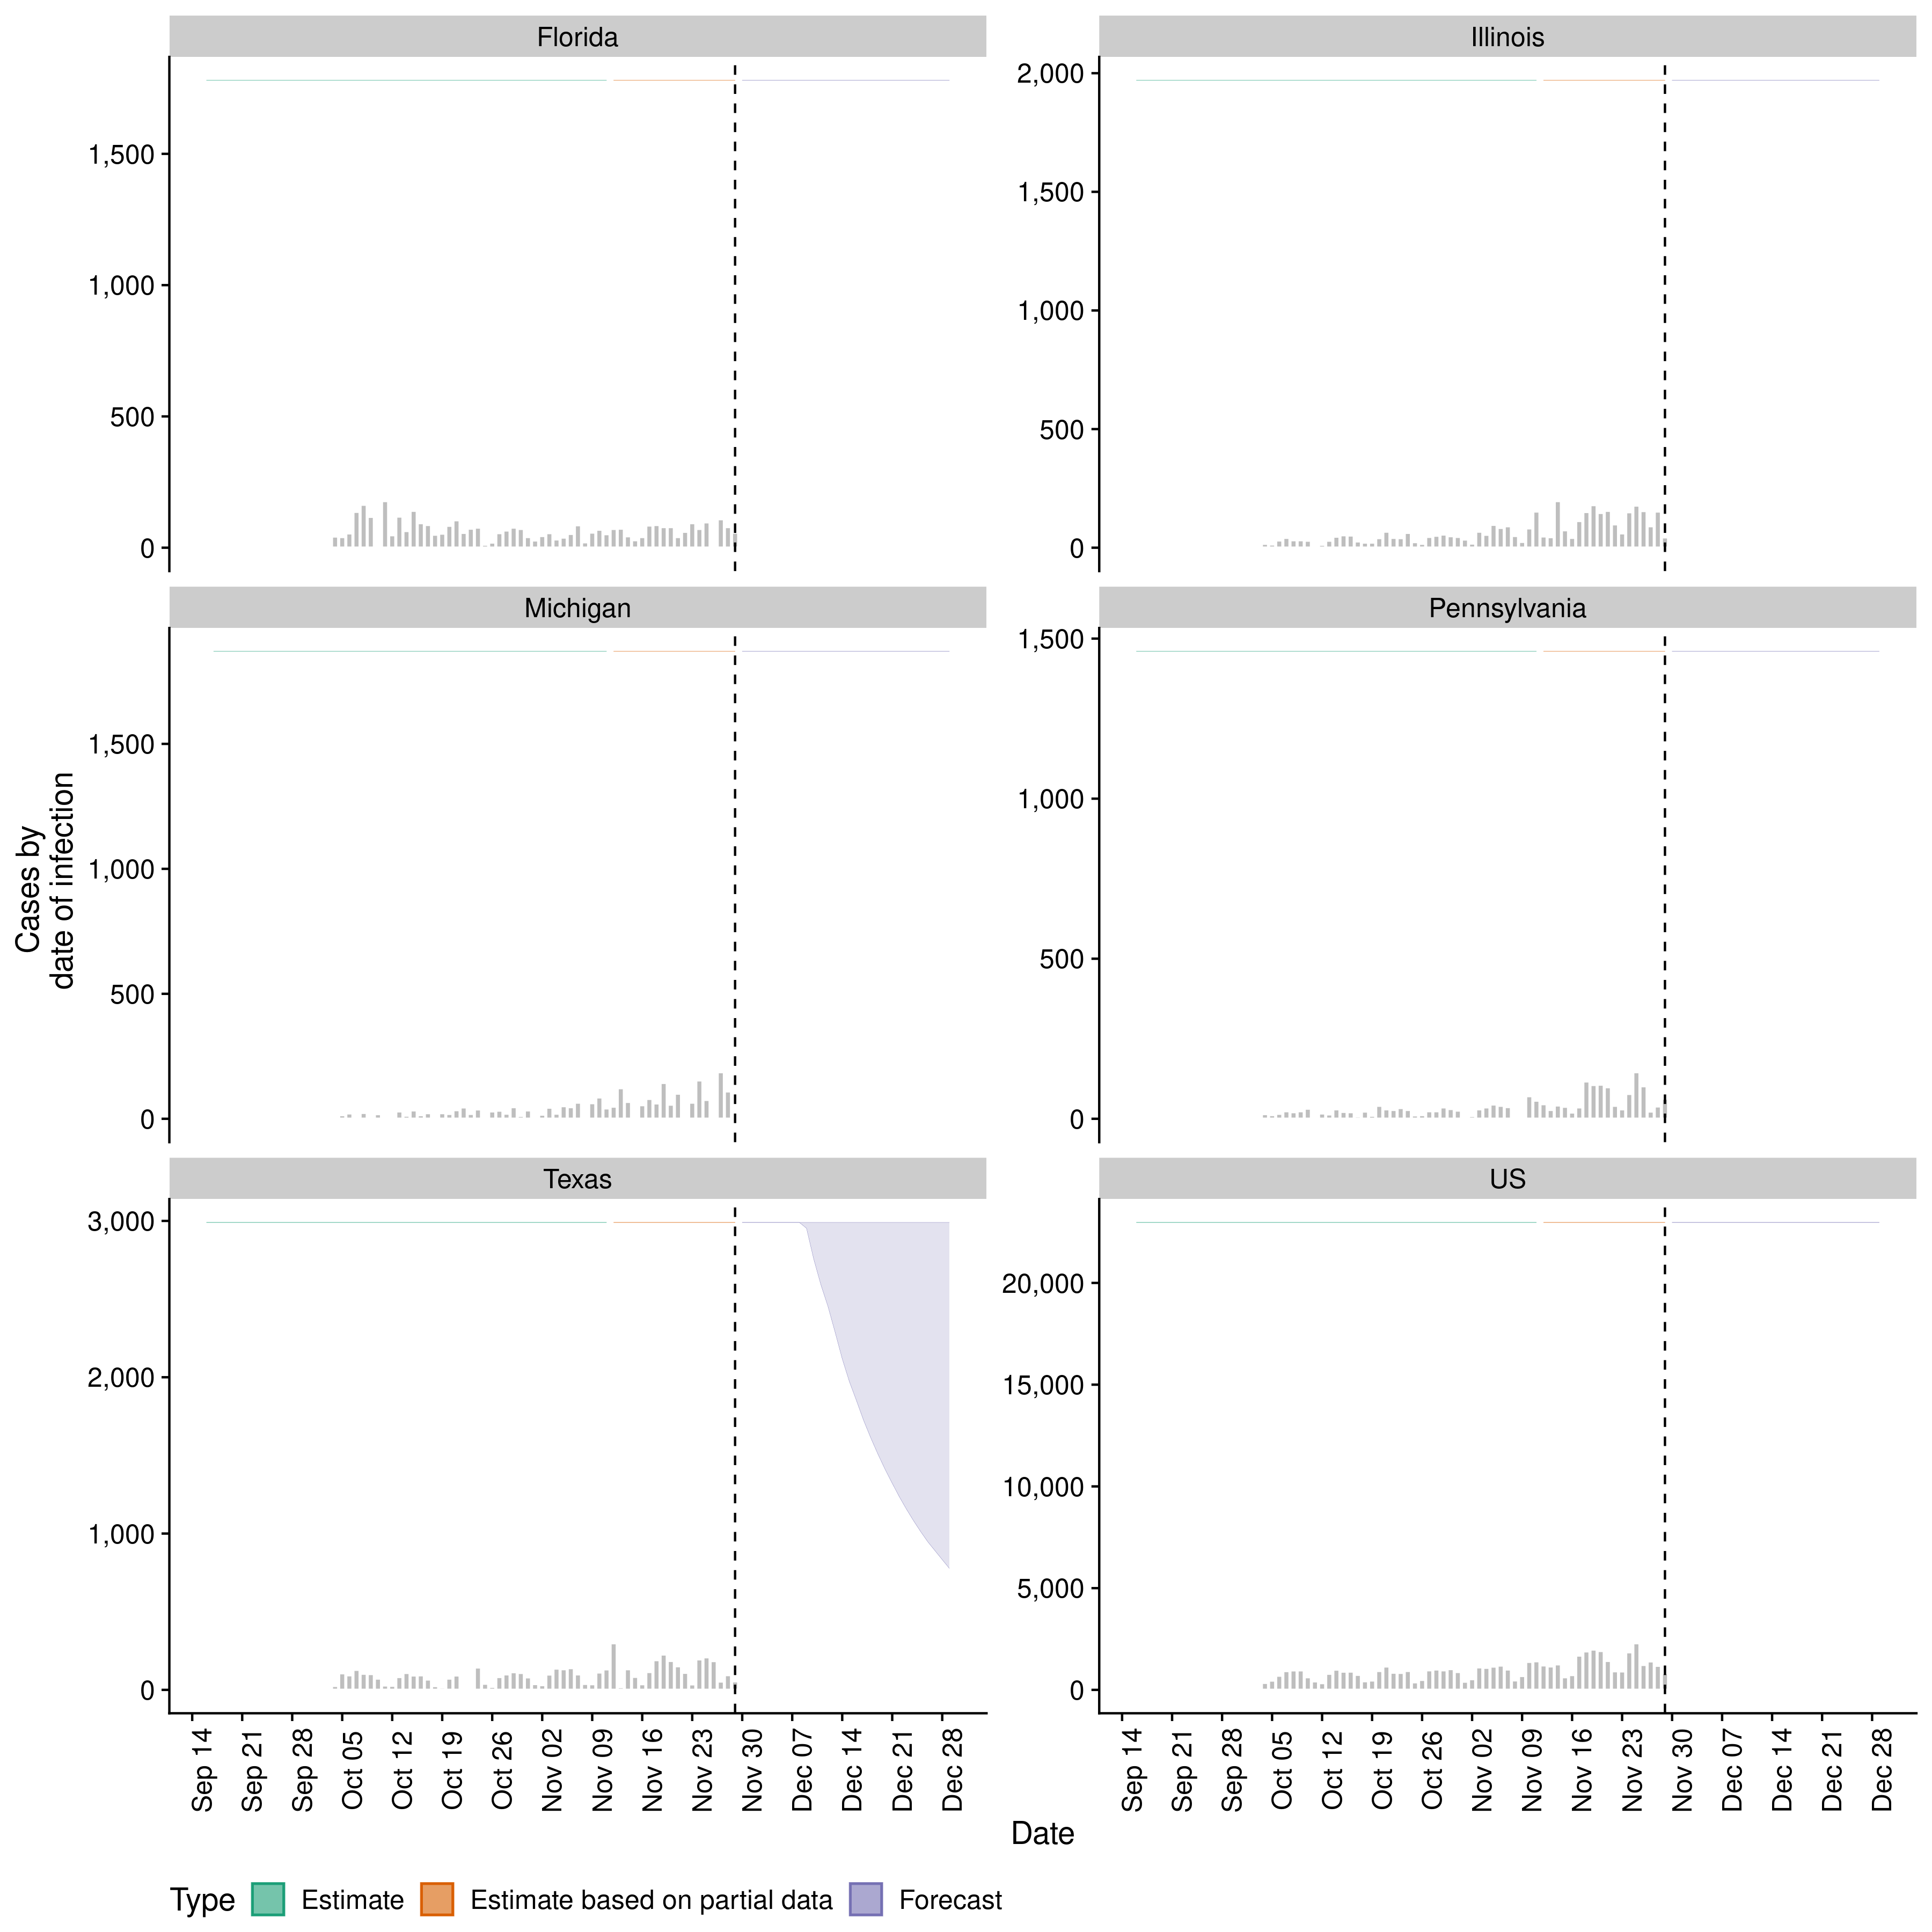 Florida
Illinois
1,500
1,000
500
0
2,000
1,500
1,000
500
0
Michigan
Pennsylvania
1,500
1,000
500
0
1,500
1,000
500
0
Cases by
date of infection
Texas
US
3,000
2,000
1,000
0
20,000
15,000
10,000
5,000
0
Sep 14
Sep 21
Sep 28
Oct 05
Oct 12
Oct 19
Oct 26
Nov 02
Nov 09
Nov 16
Nov 23
Nov 30
Dec 07
Dec 14
Dec 21
Dec 28
Sep 14
Sep 21
Sep 28
Oct 05
Oct 12
Oct 19
Oct 26
Nov 02
Nov 09
Nov 16
Nov 23
Nov 30
Dec 07
Dec 14
Dec 21
Dec 28
Date
Type Estimate Estimate based on partial data Forecast